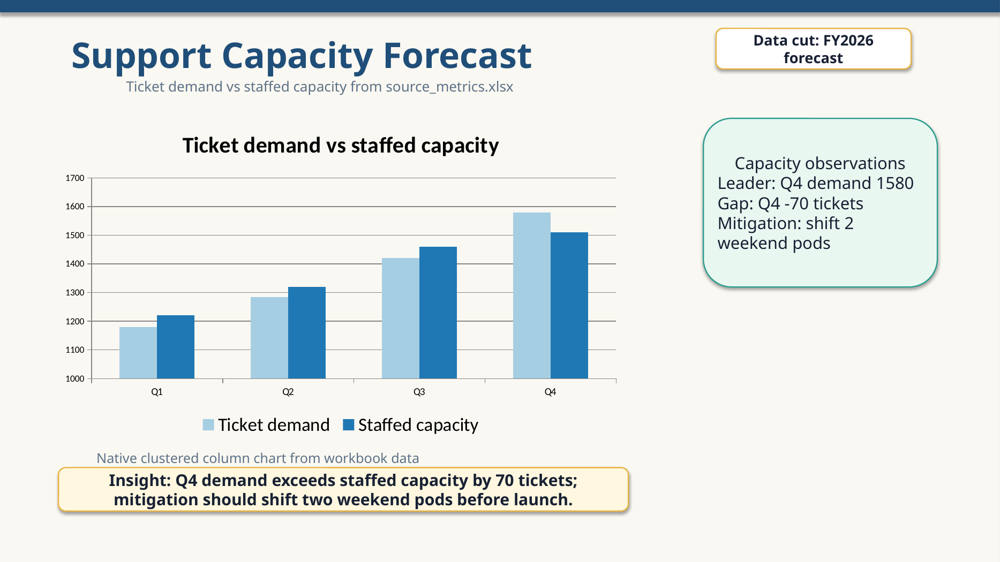 Support Capacity Forecast
Ticket demand vs staffed capacity from source_metrics.xlsx
Data cut: FY2026
forecast
Ticket demand vs staffed capacity
1700
1600
1500
1400
1300
1200
1100
1000
Q1 Q2 Q3 Q4
Ticket demand Staffed capacity
Capacity observations
Leader: Q4 demand 1580
Gap: Q4 -70 tickets
Mitigation: shift 2
weekend pods
Native clustered column chart from workbook data
Insight: Q4 demand exceeds staffed capacity by 70 tickets;
mitigation should shift two weekend pods before launch.